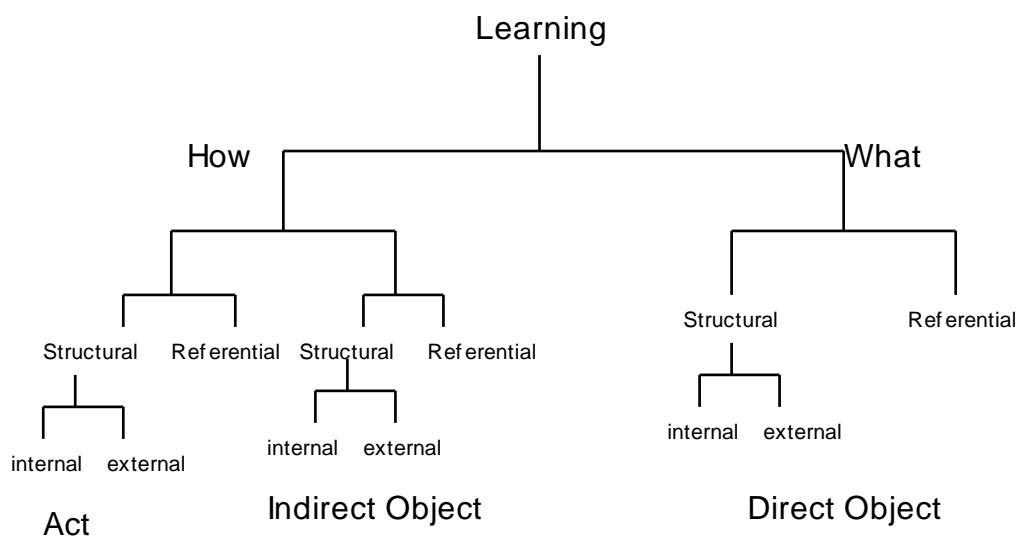 Learning
How
What
Structural
Referential
Structural
Referential
Structural
Referential
internal
external
internal
external
internal
external
Act
Indirect Object
Direct Object